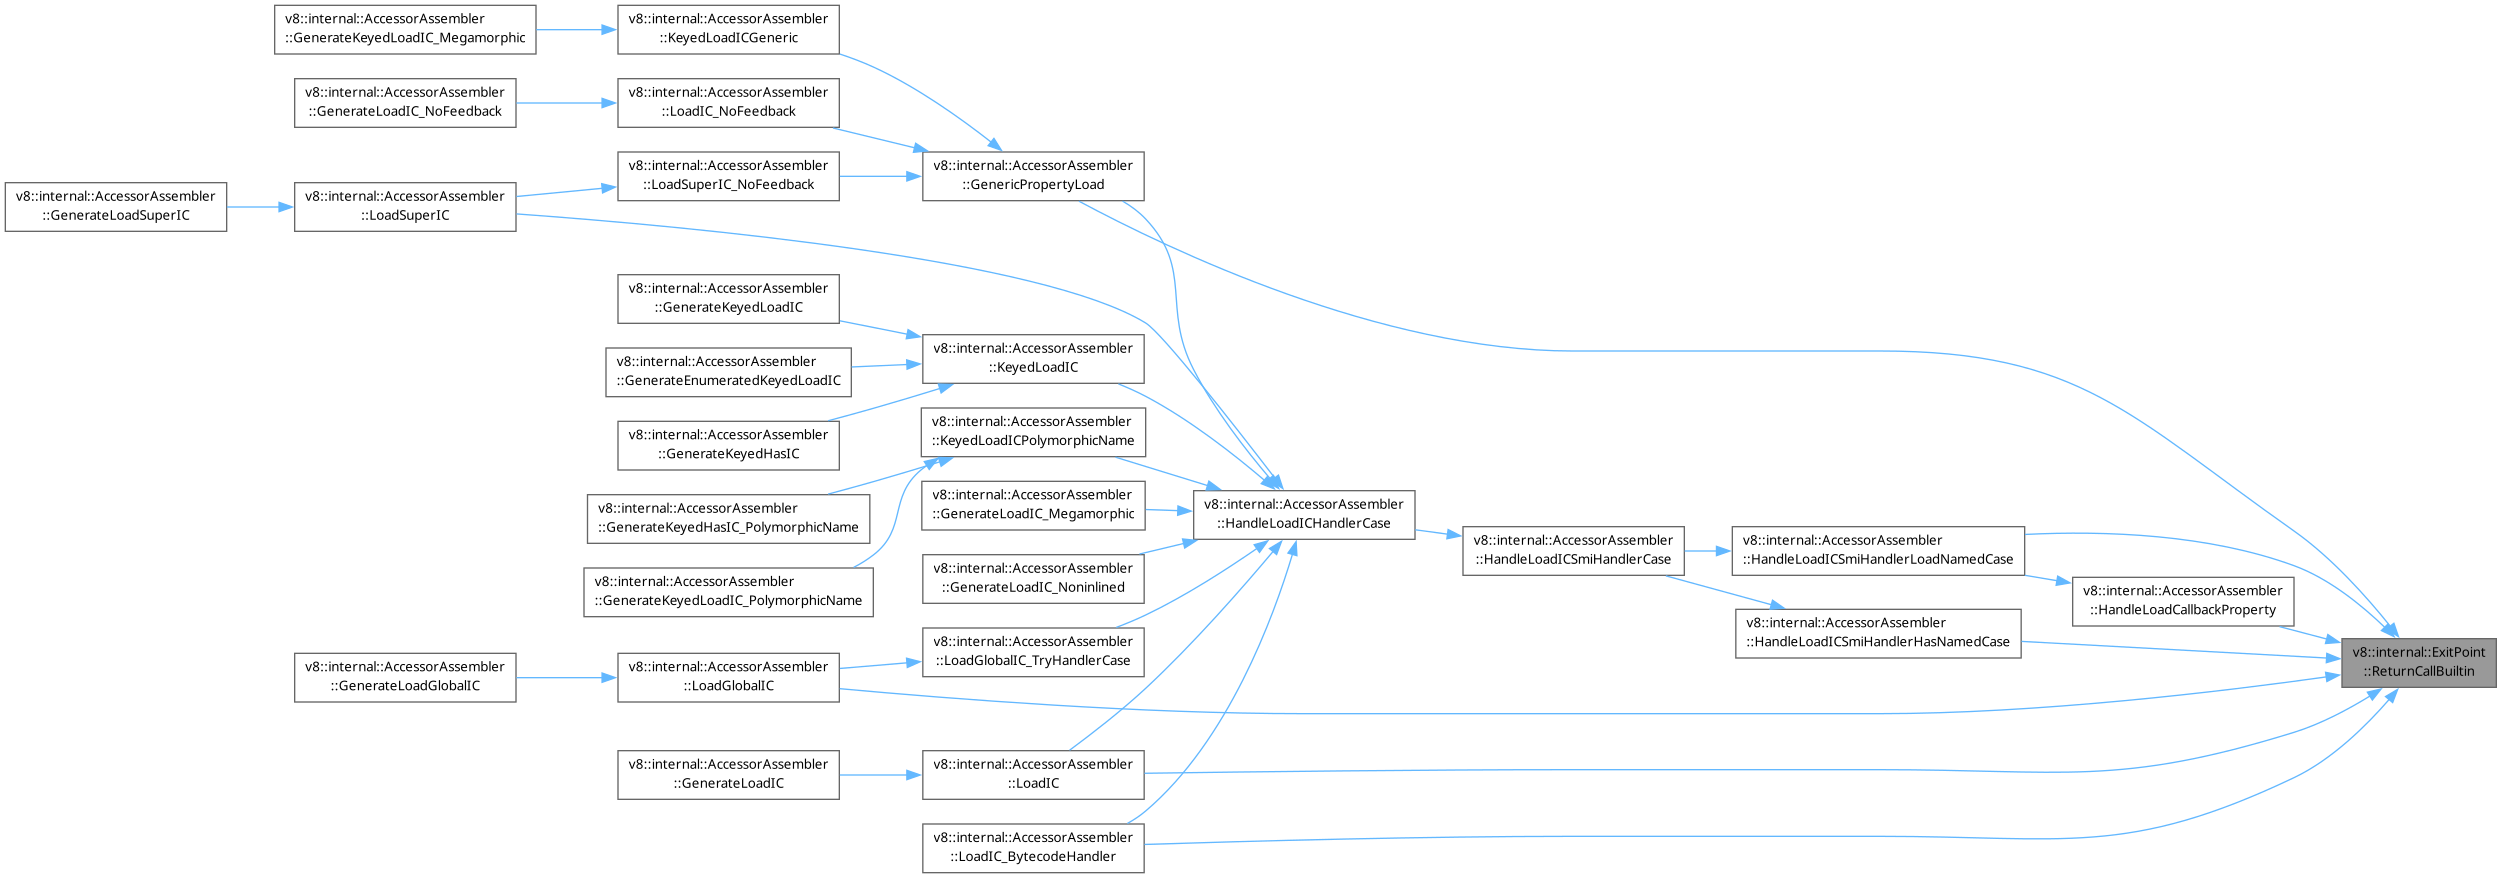 v8::internal::AccessorAssembler
::GenerateKeyedLoadIC_Megamorphic
v8::internal::AccessorAssembler
::KeyedLoadICGeneric
v8::internal::AccessorAssembler
::GenerateLoadIC_NoFeedback
v8::internal::AccessorAssembler
::LoadIC_NoFeedback
v8::internal::AccessorAssembler
::LoadSuperIC_NoFeedback
v8::internal::AccessorAssembler
::GenericPropertyLoad
v8::internal::AccessorAssembler
::GenerateLoadSuperIC
v8::internal::AccessorAssembler
::LoadSuperIC
v8::internal::AccessorAssembler
::GenerateKeyedLoadIC
v8::internal::AccessorAssembler
::KeyedLoadIC
v8::internal::AccessorAssembler
::GenerateEnumeratedKeyedLoadIC
v8::internal::AccessorAssembler
::KeyedLoadICPolymorphicName
v8::internal::AccessorAssembler
::GenerateKeyedHasIC
v8::internal::AccessorAssembler
::GenerateLoadIC_Megamorphic
v8::internal::AccessorAssembler
::HandleLoadICHandlerCase
v8::internal::AccessorAssembler
::GenerateKeyedHasIC_PolymorphicName
v8::internal::AccessorAssembler
::HandleLoadICSmiHandlerCase
v8::internal::AccessorAssembler
::HandleLoadICSmiHandlerLoadNamedCase
v8::internal::AccessorAssembler
::GenerateLoadIC_Noninlined
v8::internal::AccessorAssembler
::GenerateKeyedLoadIC_PolymorphicName
v8::internal::AccessorAssembler
::HandleLoadCallbackProperty
v8::internal::AccessorAssembler
::HandleLoadICSmiHandlerHasNamedCase
v8::internal::AccessorAssembler
::LoadGlobalIC_TryHandlerCase
v8::internal::ExitPoint
::ReturnCallBuiltin
v8::internal::AccessorAssembler
::GenerateLoadGlobalIC
v8::internal::AccessorAssembler
::LoadGlobalIC
v8::internal::AccessorAssembler
::GenerateLoadIC
v8::internal::AccessorAssembler
::LoadIC
v8::internal::AccessorAssembler
::LoadIC_BytecodeHandler